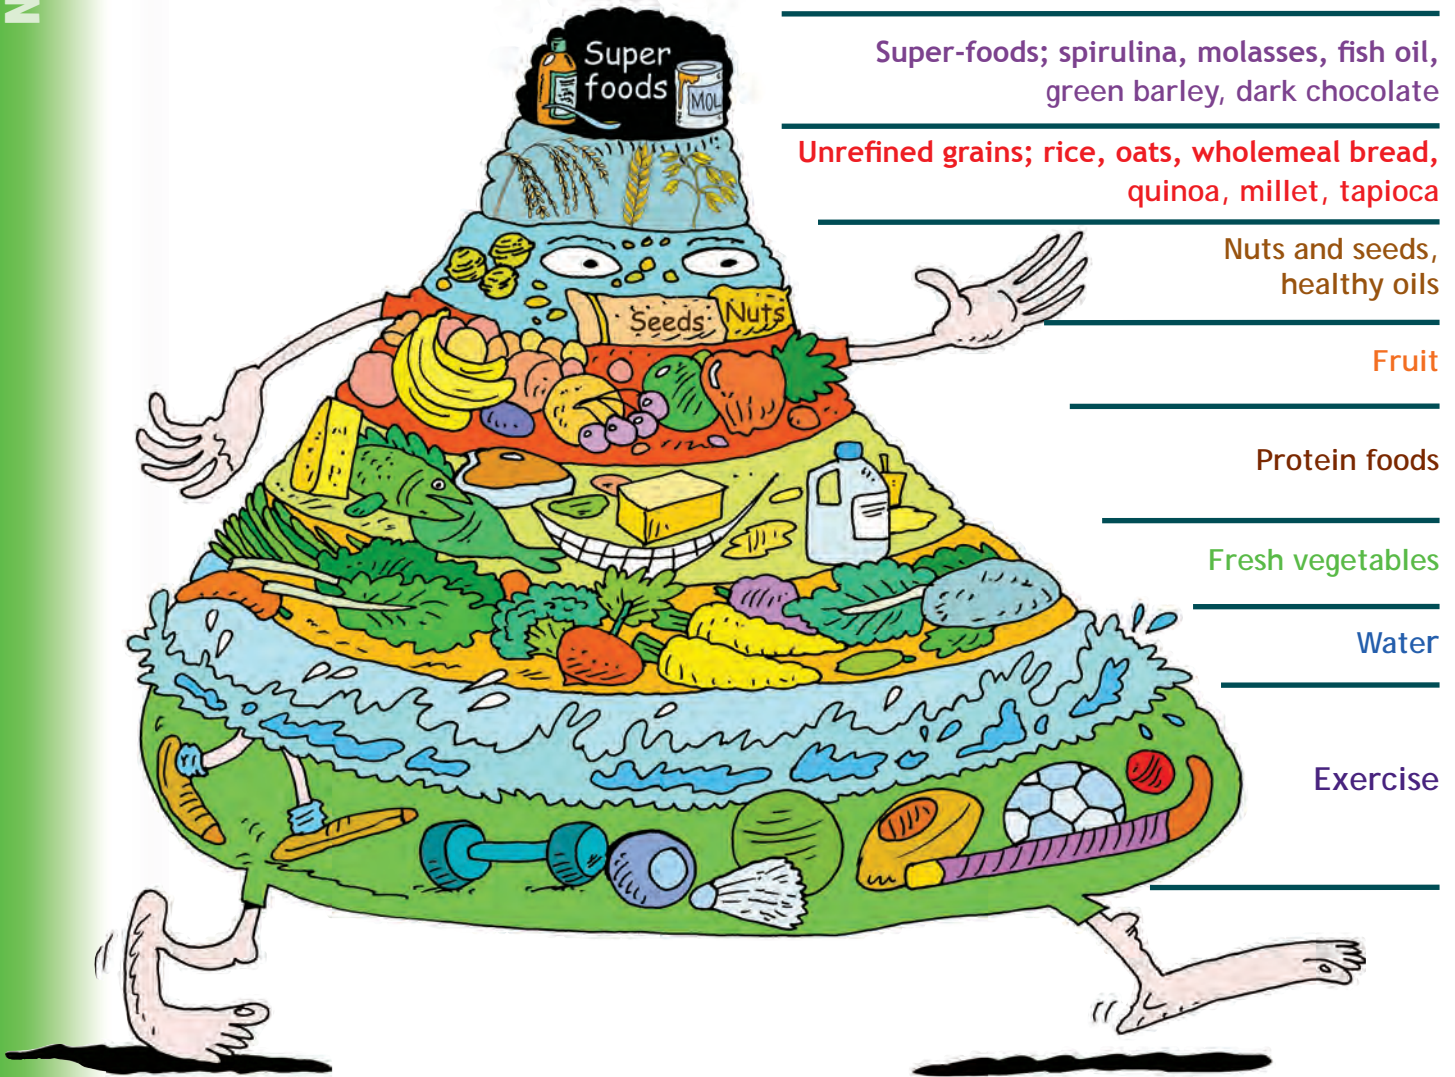 N
Super
foods
MOL
Super-foods; spirulina, molasses, fish oil,
green barley, dark chocolate
Unrefined grains; rice, oats, wholemeal bread,
quinoa, millet, tapioca
Nuts and seeds,
healthy oils
Seeds
Nuts
Fruit
Protein foods
Fresh vegetables
Water
Exercise